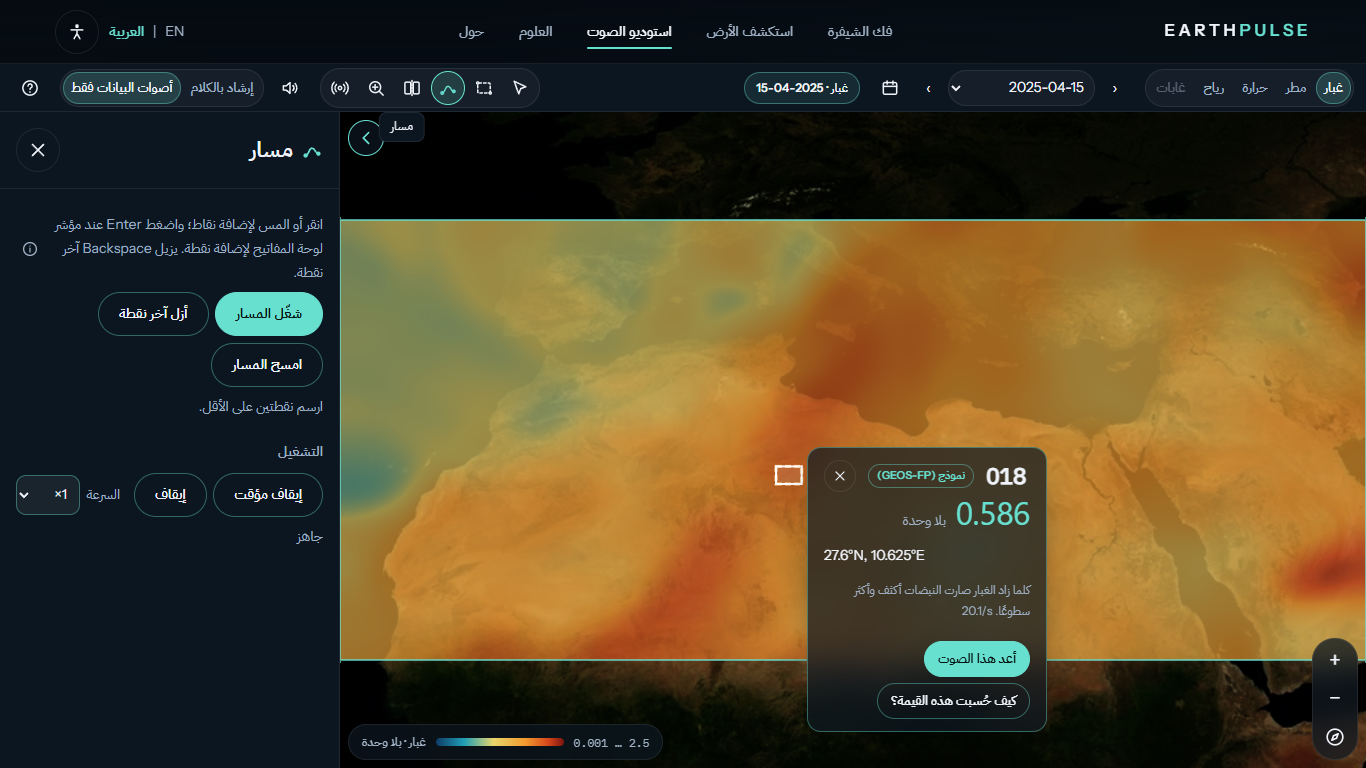 EARTHPULSE
فك الشيفرة
استكشف الأرض
استوديو الصوت
العلوم
حول
EN | العربية
غبار
مطر
حرارة
رياح
غابات
2025-04-15
غبار · 2025-04-15
إرشاد بالكلام
أصوات البيانات فقط
مسار
مسار
انقر أو المس لإضافة نقاط؛ واضغط Enter عند مؤشر
لوحة المفاتيح لإضافة نقطة. يزيل Backspace آخر
نقطة.
شغّل المسار
أزل آخر نقطة
امسح المسار
ارسم نقطتين على الأقل.
التشغيل
إيقاف مؤقت
إيقاف
السرعة
1×
جاهز
018
نموذج (GEOS-FP)
0.586 بلا وحدة
27.6°N, 10.625°E
كلما زاد الغبار صارت النبضات أكثف وأكثر
سطوعًا. 20.1/s
أعد هذا الصوت
كيف حُسبت هذه القيمة؟
غبار · بلا وحدة
0.001 … 2.5